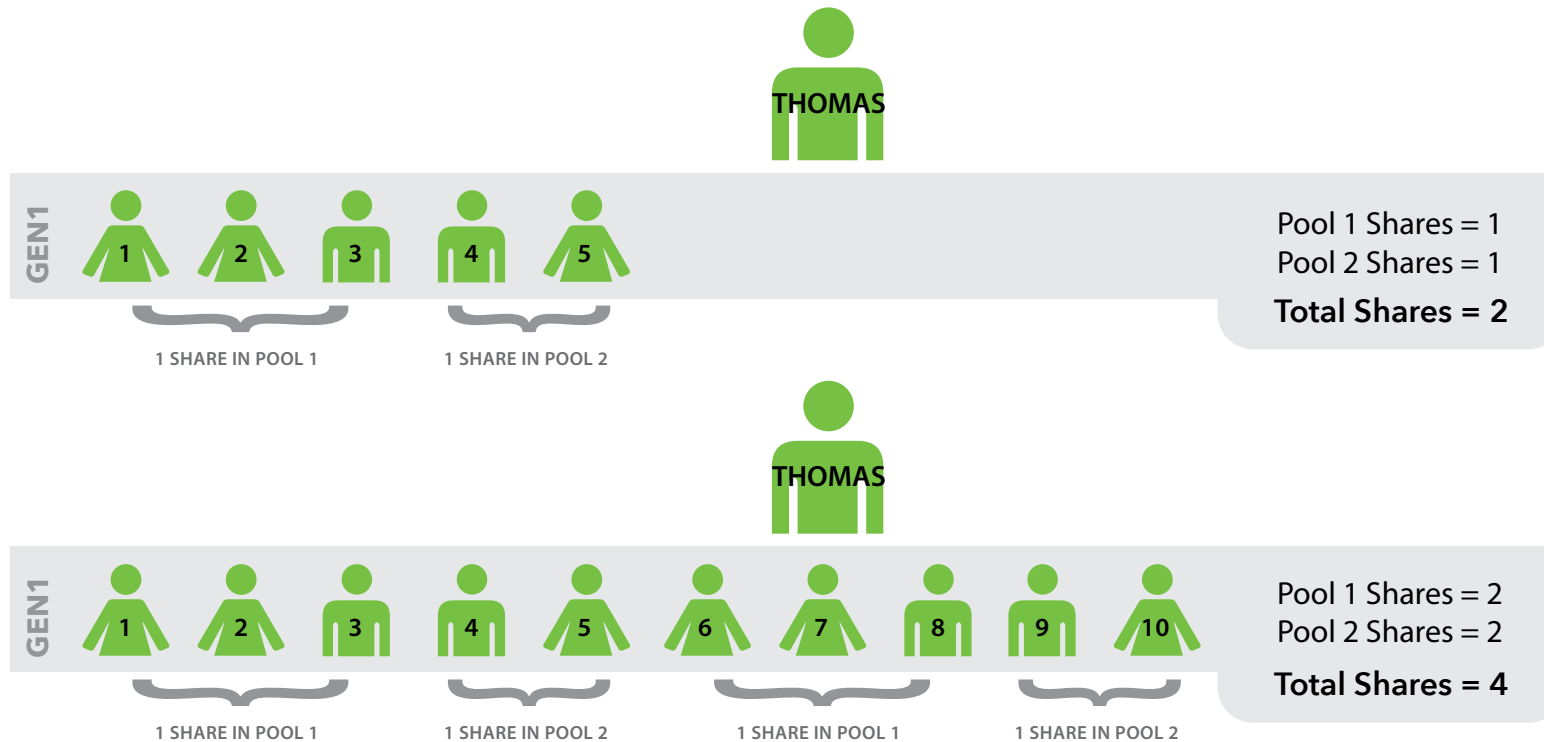 THOMAS
GEN1
1 2 3 4 5
Pool 1 Shares = 1
Pool 2 Shares = 1
Total Shares = 2
1 SHARE IN POOL 1
1 SHARE IN POOL 2
THOMAS
GEN1
1 2 3 4 5 6 7 8 9 10
Pool 1 Shares = 2
Pool 2 Shares = 2
Total Shares = 4
1 SHARE IN POOL 1
1 SHARE IN POOL 2
1 SHARE IN POOL 1
1 SHARE IN POOL 2